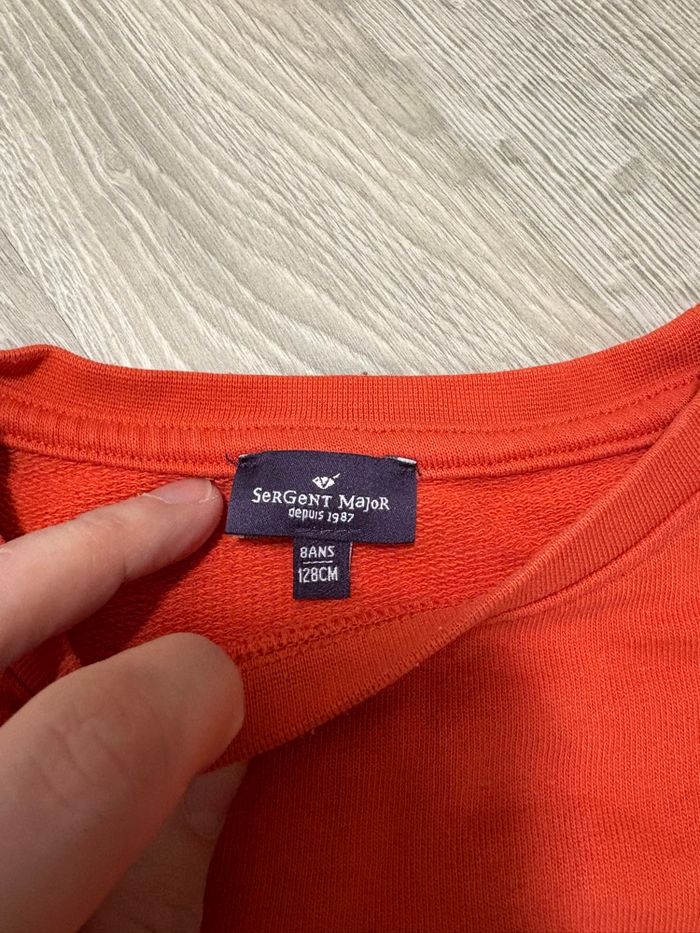 SerGent Major
depuis 1987
8ANS
128CM